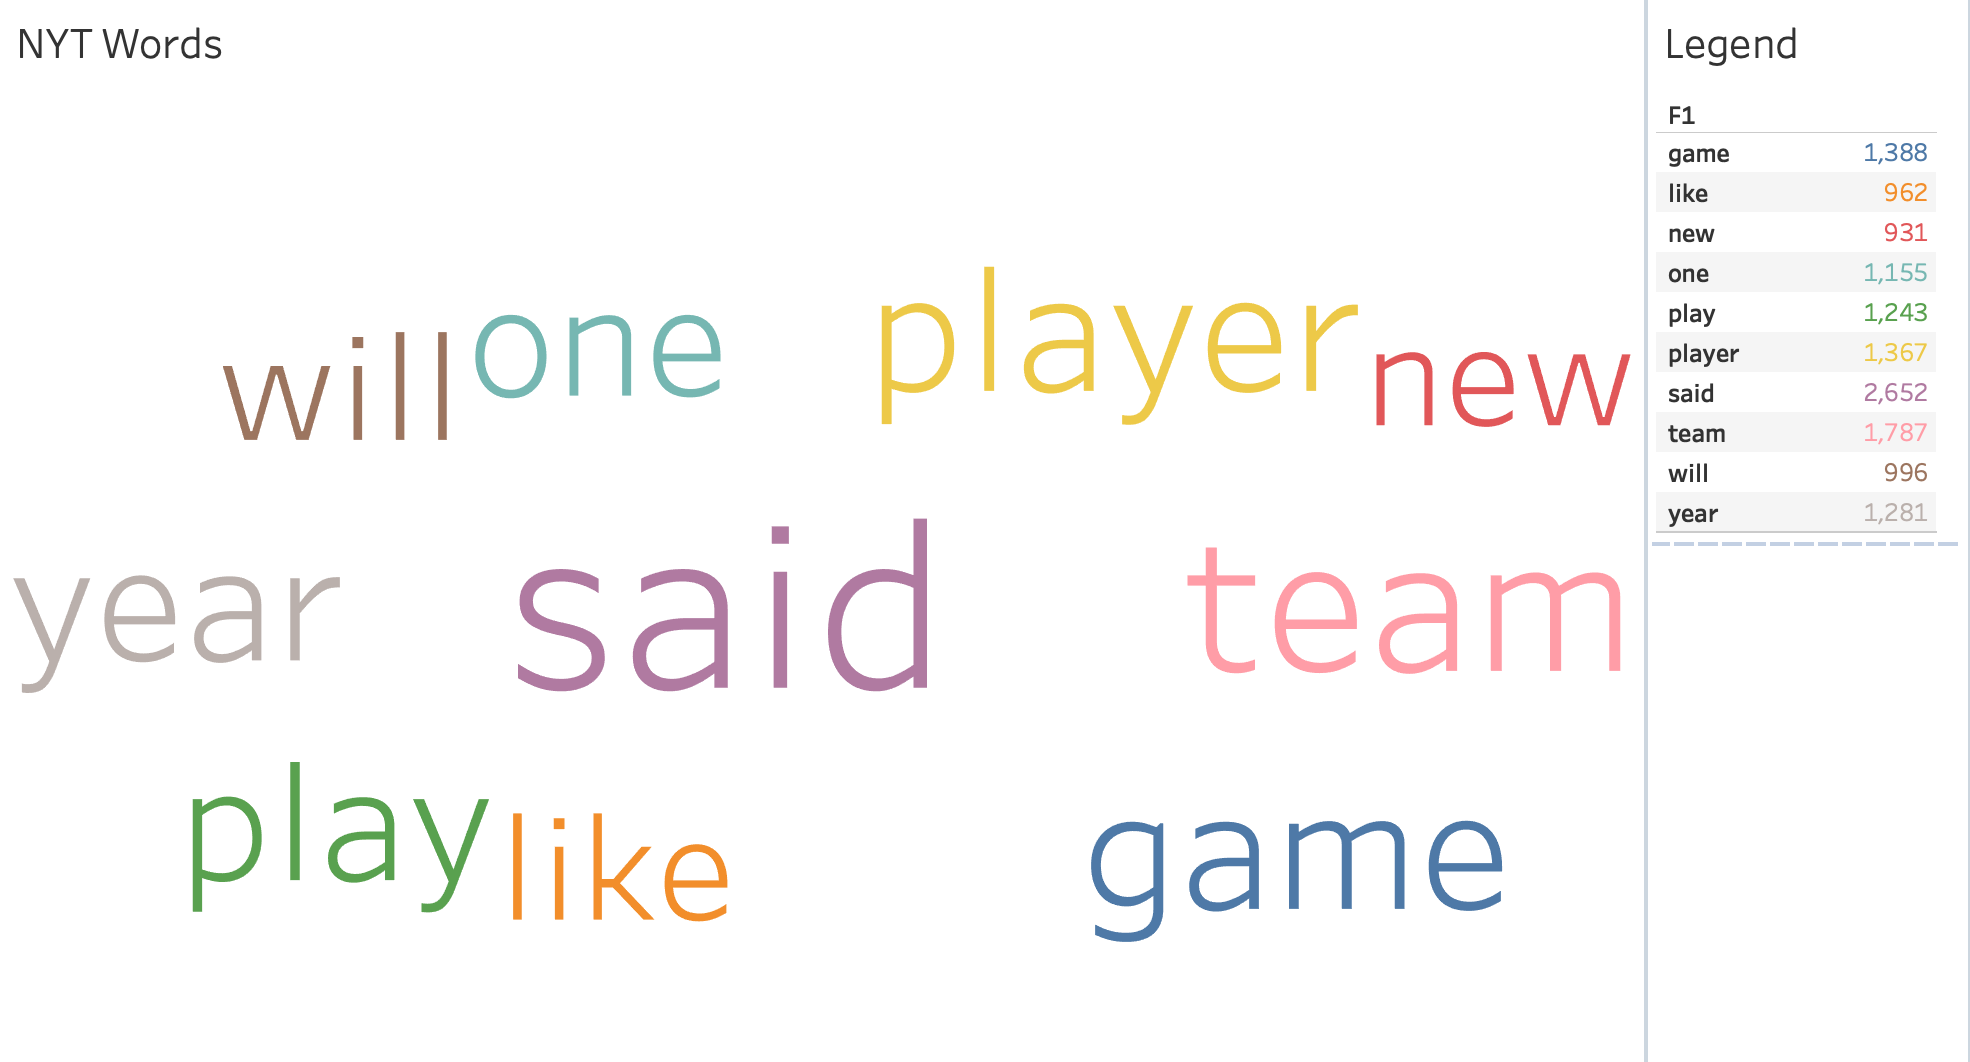 NYT Words
will one player new
year said team
play like game
Legend
F1
game 1,388
like 962
new 931
one 1,155
play 1,243
player 1,367
said 2,652
team 1,787
will 996
year 1,281